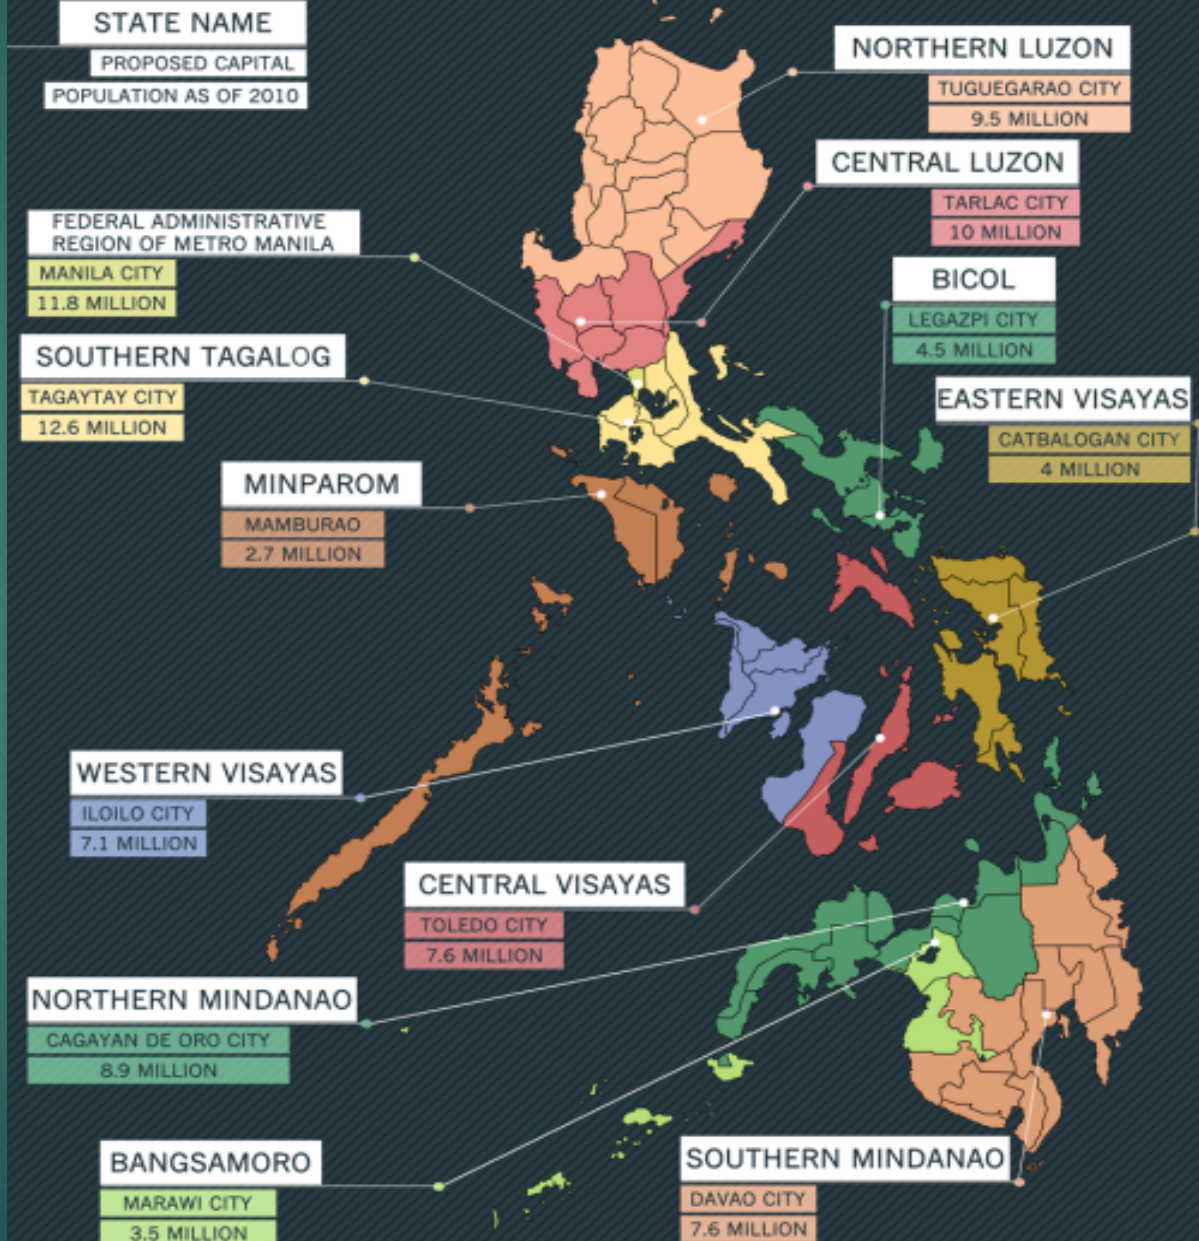 STATE NAME
PROPOSED CAPITAL
POPULATION AS OF 2010
NORTHERN LUZON
TUGUEGARAO CITY
9.5 MILLION
CENTRAL LUZON
TARLAC CITY
10 MILLION
FEDERAL ADMINISTRATIVE
REGION OF METRO MANILA
MANILA CITY
11.8 MILLION
BICOL
LEGAZPI CITY
4.5 MILLION
SOUTHERN TAGALOG
TAGAYTAY CITY
12.6 MILLION
EASTERN VISAYAS
CATBALOGAN CITY
4 MILLION
MINPAROM
MAMBURAO
2.7 MILLION
WESTERN VISAYAS
ILOILO CITY
7.1 MILLION
CENTRAL VISAYAS
TOLEDO CITY
7.6 MILLION
NORTHERN MINDANAO
CAGAYAN DE ORO CITY
8.9 MILLION
BANGSAMORO
MARAWI CITY
3.5 MILLION
SOUTHERN MINDANAO
DAVAO CITY
7.6 MILLION